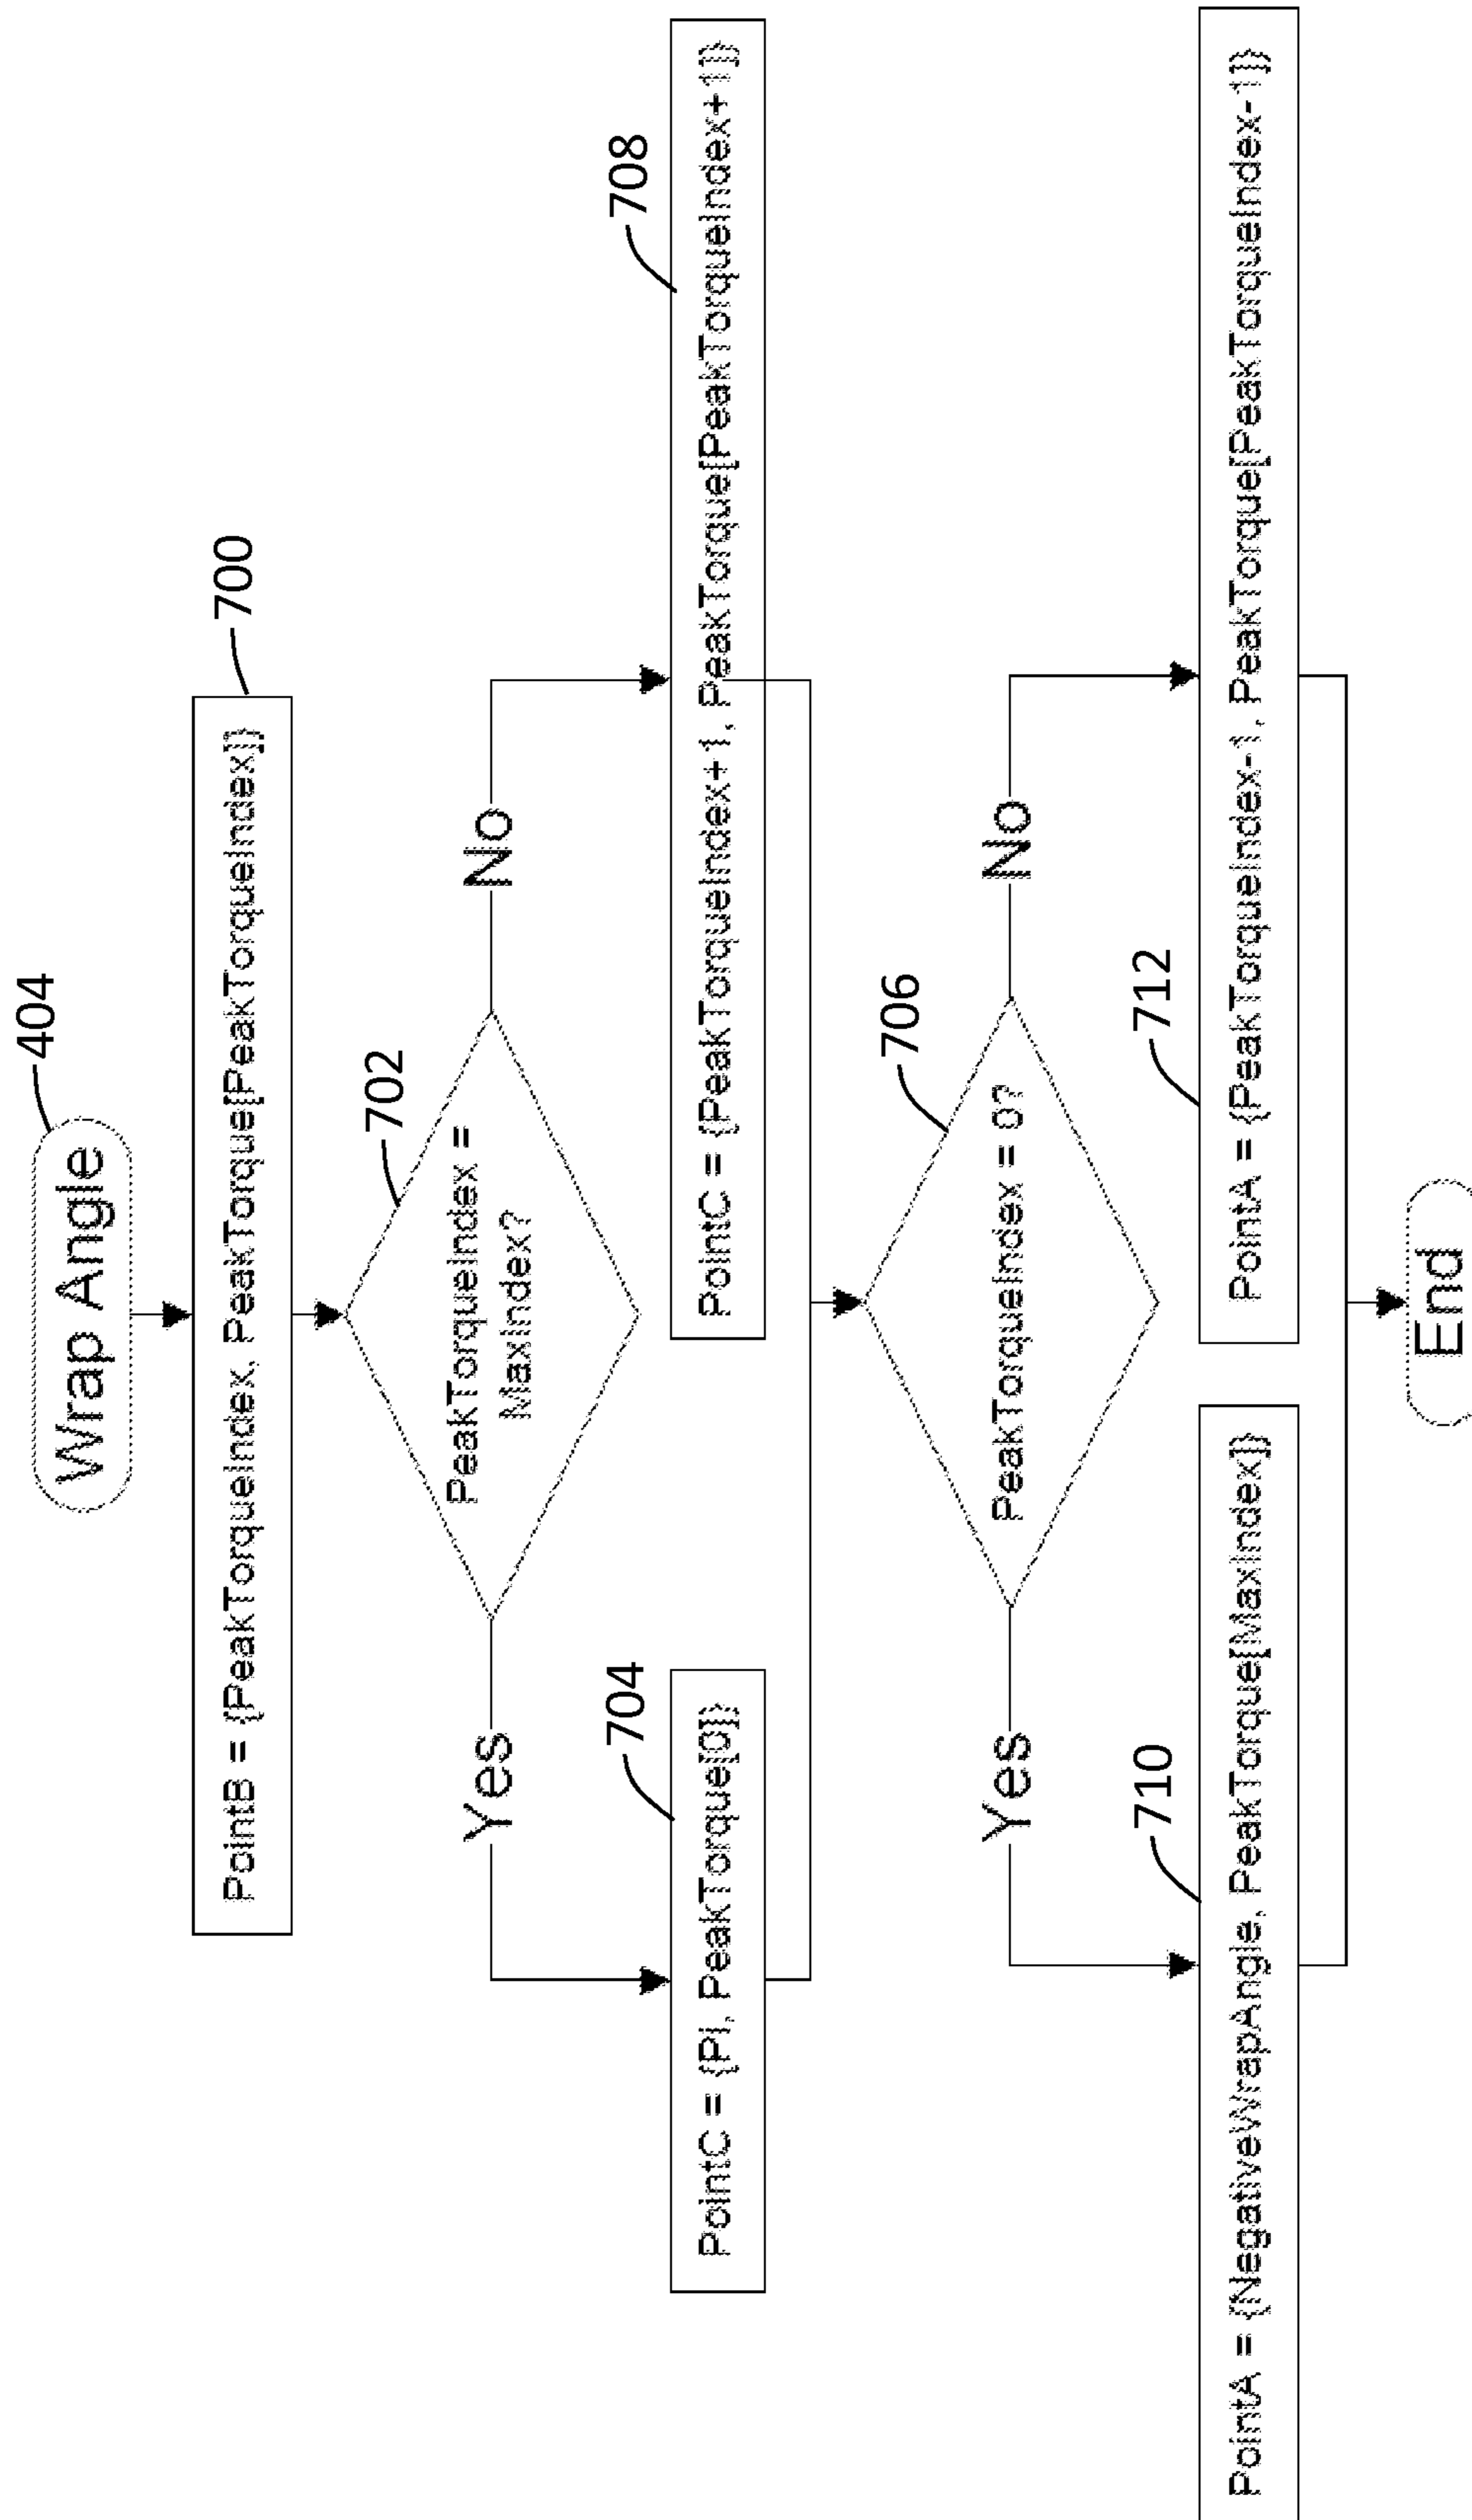 Wrap Angle
404
PointB = {PeakTorqueIndex, PeakTorque[PeakTorqueIndex]}
700
PeakTorqueIndex =
MaxIndex?
702
Yes
No
PointC = {PI, PeakTorque[0]}
704
PointC = {PeakTorqueIndex+1, PeakTorque[PeakTorqueIndex+1]}
708
PeakTorqueIndex = 0?
706
Yes
No
PointA = {NegativeWrapAngle, PeakTorque[MaxIndex]}
710
PointA = {PeakTorqueIndex-1, PeakTorque[PeakTorqueIndex-1]}
712
End